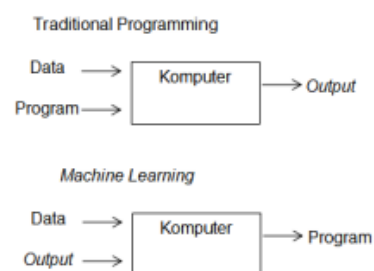 Traditional Programming
Data
Komputer
Output
Program
Machine Learning
Data
Komputer
Program
Output